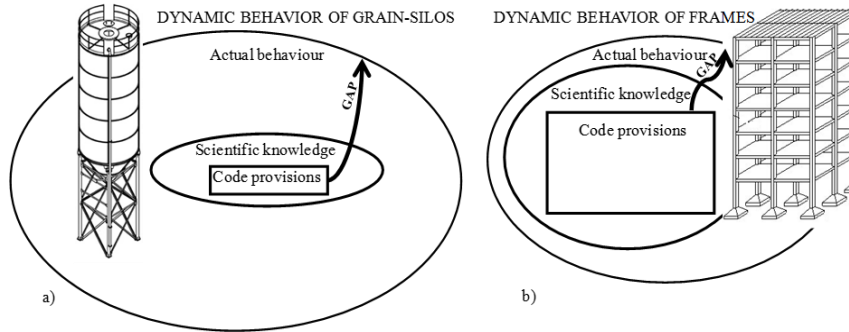 DYNAMIC BEHAVIOR OF GRAIN-SILOS
Actual behaviour
GAP
Scientific knowledge
Code provisions
a)
DYNAMIC BEHAVIOR OF FRAMES
Actual behaviour
GAP
Scientific knowledge
Code provisions
b)